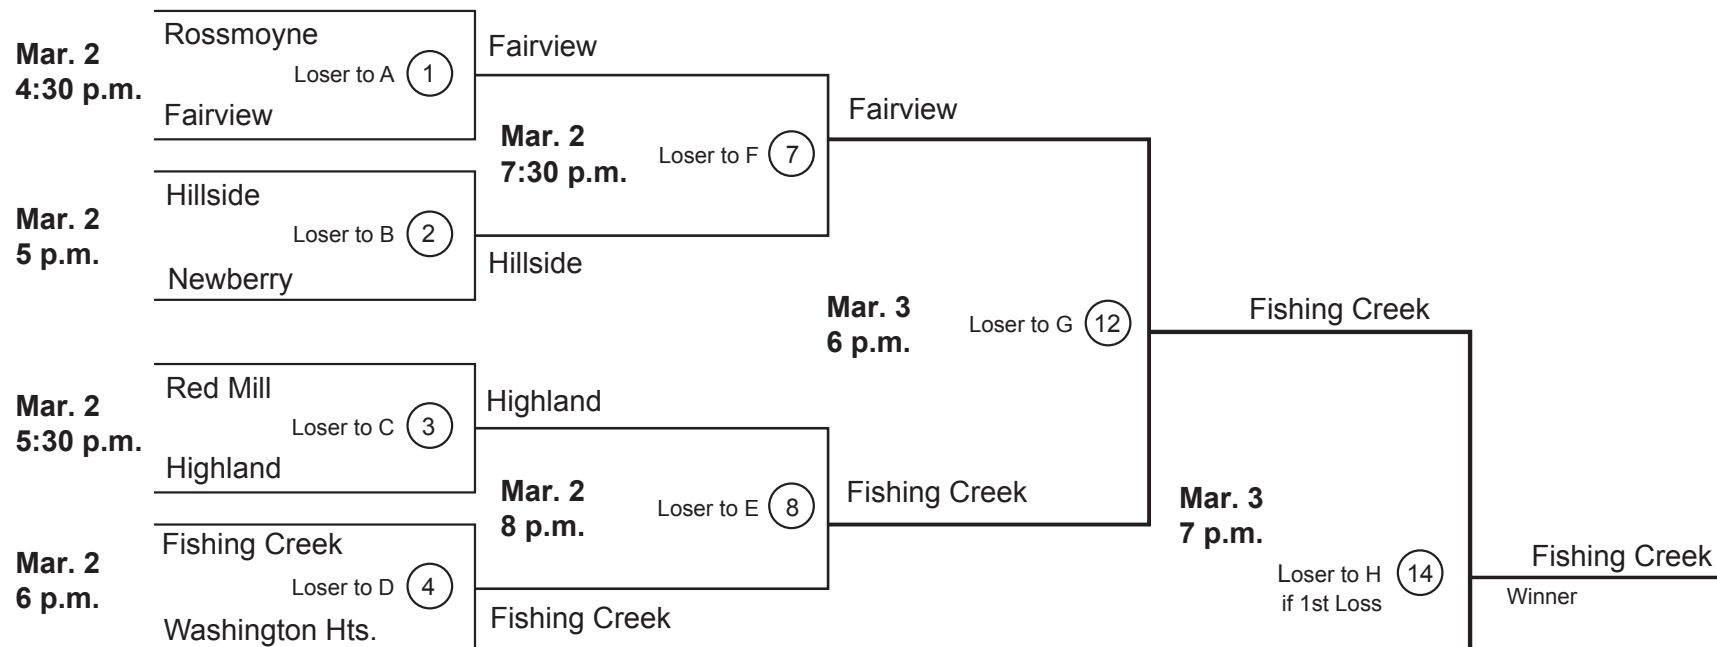 Mar. 2
4:30 p.m.
Rossmoyne
Loser to A 1
Fairview
Fairview
Mar. 2
5 p.m.
Hillside
Loser to B 2
Newberry
Mar. 2
7:30 p.m.
Loser to F 7
Hillside
Fairview
Mar. 2
5:30 p.m.
Red Mill
Loser to C 3
Highland
Highland
Mar. 2
6 p.m.
Fishing Creek
Loser to D 4
Washington Hts.
Mar. 2
8 p.m.
Loser to E 8
Fishing Creek
Fishing Creek
Mar. 3
6 p.m.
Loser to G 12
Fishing Creek
Mar. 3
7 p.m.
Loser to H 14
if 1st Loss
Fishing Creek
Winner